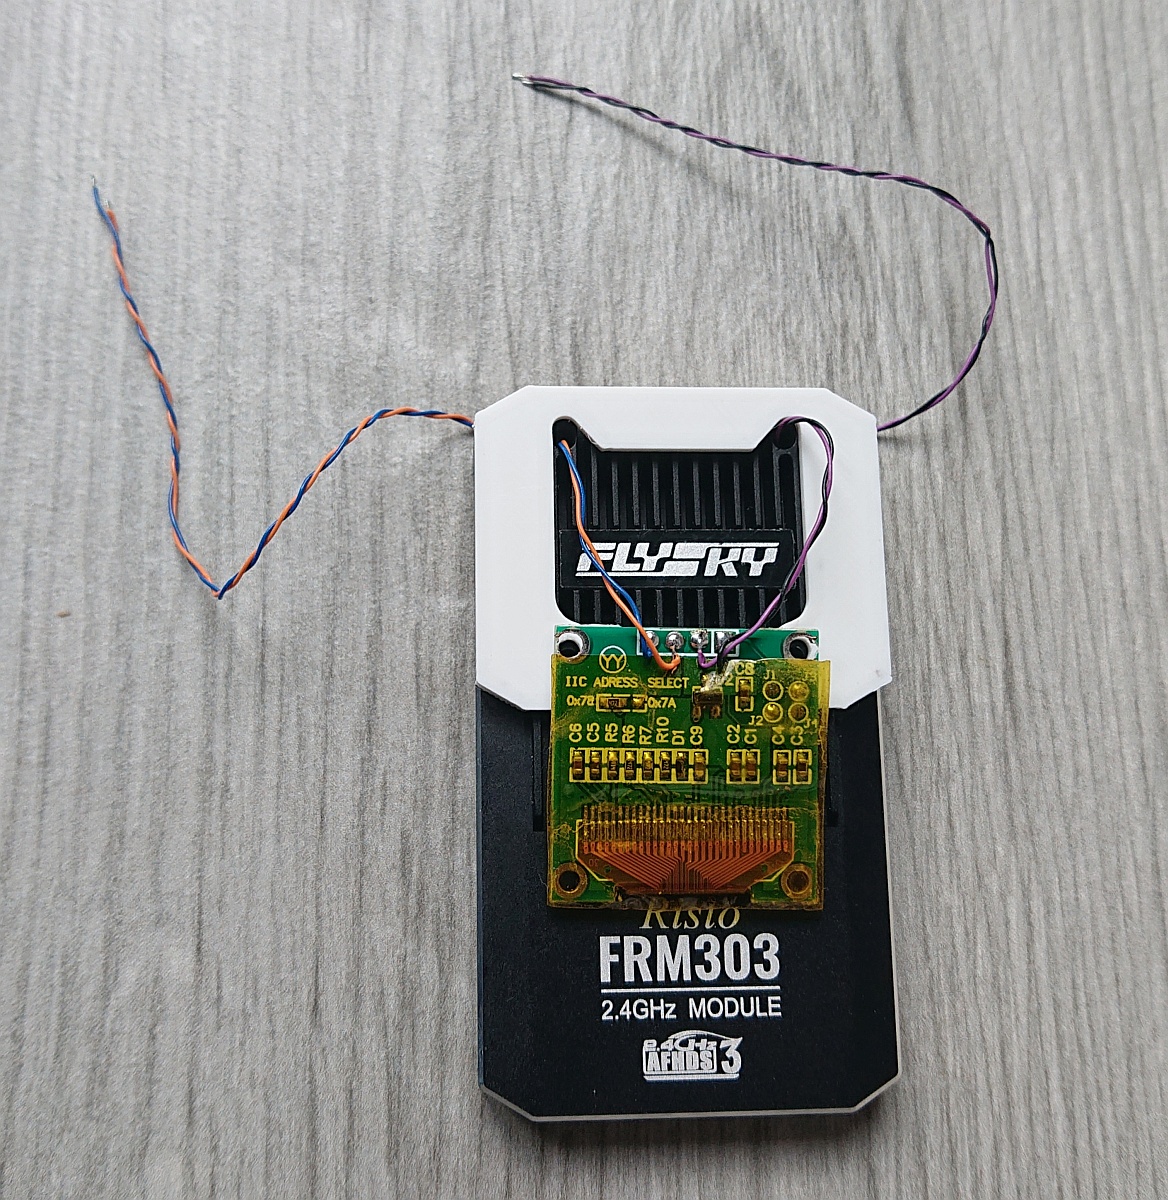 FLYSKY
YY
IIC ADRESS SELECT
0x78 0x7A
C8
J1
J2
C6 C5 R5 R6 R7 R10 D1 C9 C2 C1 C4 C3
Risto
FRM303
2.4GHz MODULE
2.4GHz
AFHDS 3